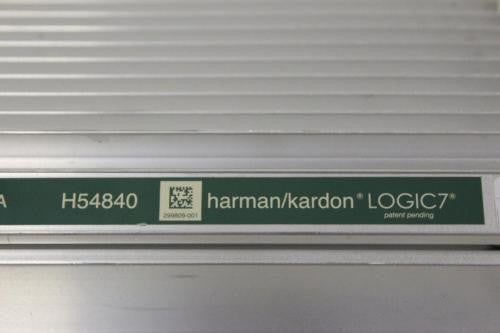 A H54840 299809-001 harman/kardon® LOGIC7®
patent pending